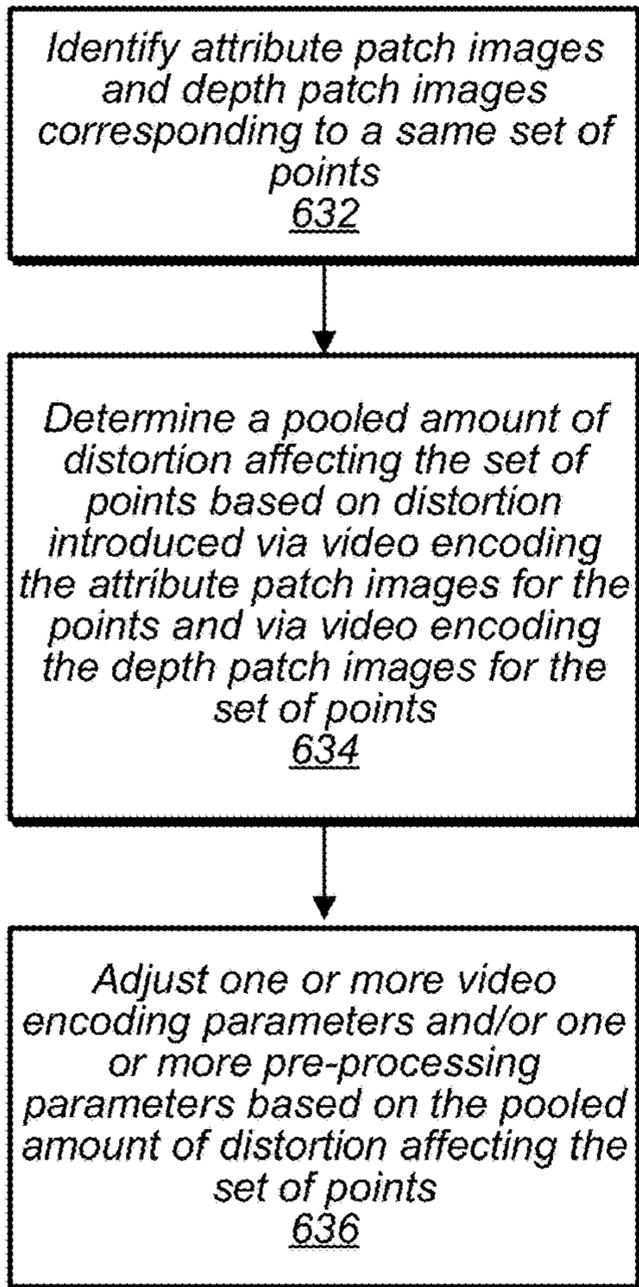 Identify attribute patch images
and depth patch images
corresponding to a same set of
points
632
Determine a pooled amount of
distortion affecting the set of
points based on distortion
introduced via video encoding
the attribute patch images for the
points and via video encoding
the depth patch images for the
set of points
634
Adjust one or more video
encoding parameters and/or one
or more pre-processing
parameters based on the pooled
amount of distortion affecting the
set of points
636